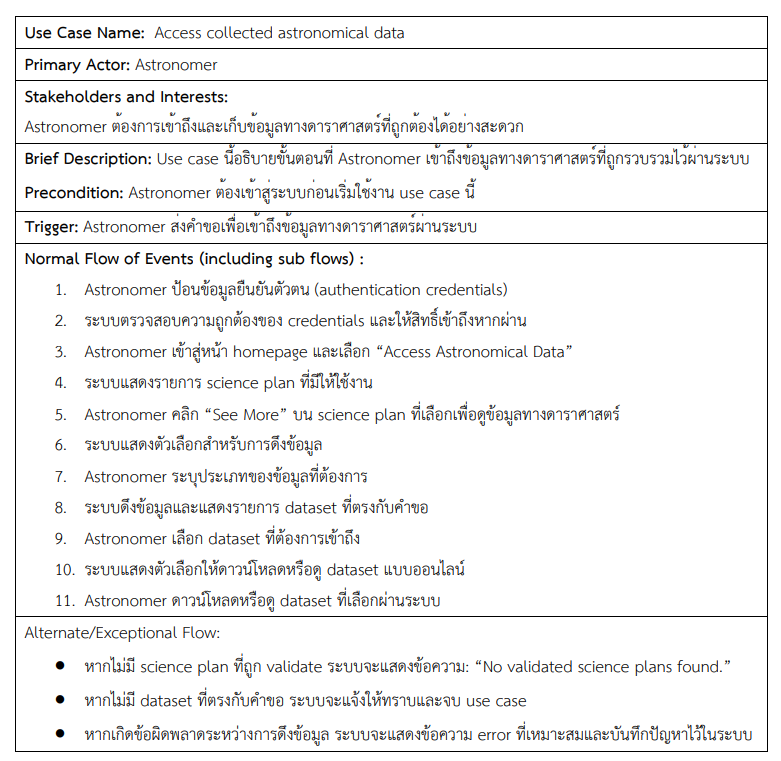 Use Case Name: Access collected astronomical data
Primary Actor: Astronomer
Stakeholders and Interests:
Astronomer ต้องการเข้าถึงและเก็บข้อมูลทางดาราศาสตร์ที่ถูกต้องได้อย่างสะดวก
Brief Description: Use case นี้อธิบายขั้นตอนที่ Astronomer เข้าถึงข้อมูลทางดาราศาสตร์ที่ถูกรวบรวมไว้ผ่านระบบ
Precondition: Astronomer ต้องเข้าสู่ระบบก่อนเริ่มใช้งาน use case นี้
Trigger: Astronomer ส่งคำขอเพื่อเข้าถึงข้อมูลทางดาราศาสตร์ผ่านระบบ
Normal Flow of Events (including sub flows) :
1. Astronomer ป้อนข้อมูลยืนยันตัวตน (authentication credentials)
2. ระบบตรวจสอบความถูกต้องของ credentials และให้สิทธิ์เข้าถึงหากผ่าน
3. Astronomer เข้าสู่หน้า homepage และเลือก “Access Astronomical Data”
4. ระบบแสดงรายการ science plan ที่มีให้ใช้งาน
5. Astronomer คลิก “See More” บน science plan ที่เลือกเพื่อดูข้อมูลทางดาราศาสตร์
6. ระบบแสดงตัวเลือกสำหรับการดึงข้อมูล
7. Astronomer ระบุประเภทของข้อมูลที่ต้องการ
8. ระบบดึงข้อมูลและแสดงรายการ dataset ที่ตรงกับคำขอ
9. Astronomer เลือก dataset ที่ต้องการเข้าถึง
10. ระบบแสดงตัวเลือกให้ดาวน์โหลดหรือดู dataset แบบออนไลน์
11. Astronomer ดาวน์โหลดหรือดู dataset ที่เลือกผ่านระบบ
Alternate/Exceptional Flow:
● หากไม่มี science plan ที่ถูก validate ระบบจะแสดงข้อความ: “No validated science plans found.”
● หากไม่มี dataset ที่ตรงกับคำขอ ระบบจะแจ้งให้ทราบและจบ use case
● หากเกิดข้อผิดพลาดระหว่างการดึงข้อมูล ระบบจะแสดงข้อความ error ที่เหมาะสมและบันทึกปัญหาไว้ในระบบ